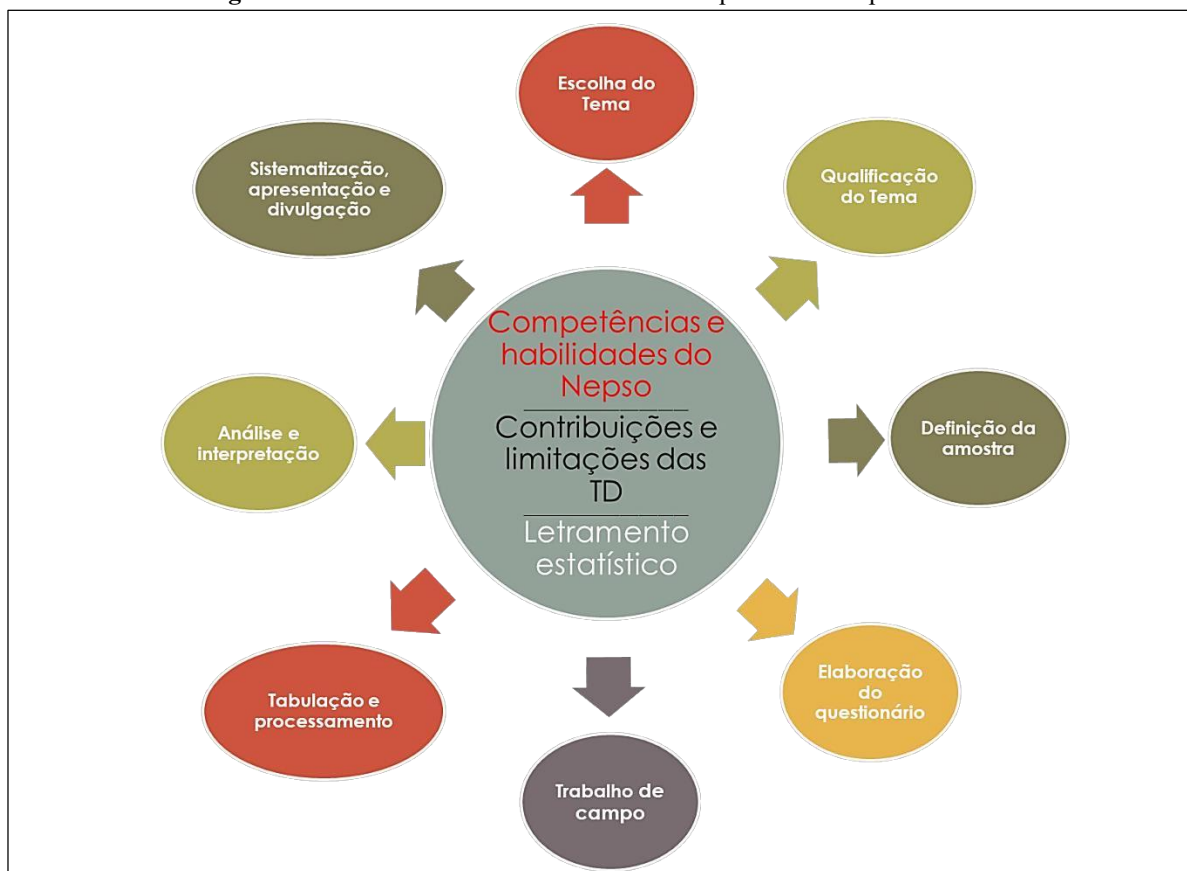 Escolha do
Tema
Qualificação
do Tema
Definição da
amostra
Elaboração
do
questionário
Trabalho de
campo
Tabulação e
processamento
Análise e
interpretação
Sistematização,
apresentação e
divulgação
Competências e
habilidades do
Nepso
Contribuições e
limitações das
TD
Letramento
estatístico